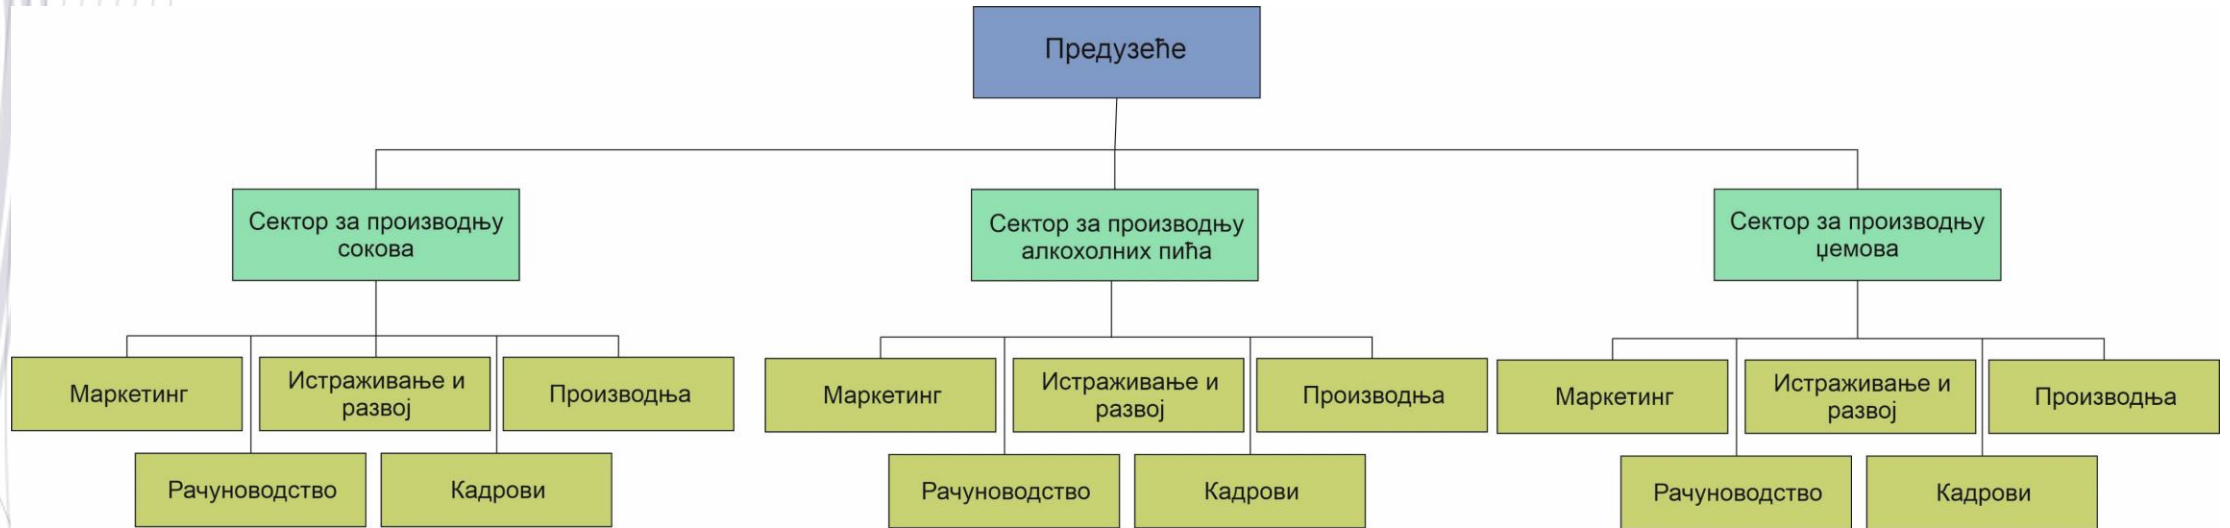 Предузеће
Сектор за производњу
сокова
Сектор за производњу
алкохолних пића
Сектор за производњу
џемова
Маркетинг
Истраживање и
развој
Производња
Маркетинг
Истраживање и
развој
Производња
Маркетинг
Истраживање и
развој
Производња
Рачуноводство
Кадрови
Рачуноводство
Кадрови
Рачуноводство
Кадрови